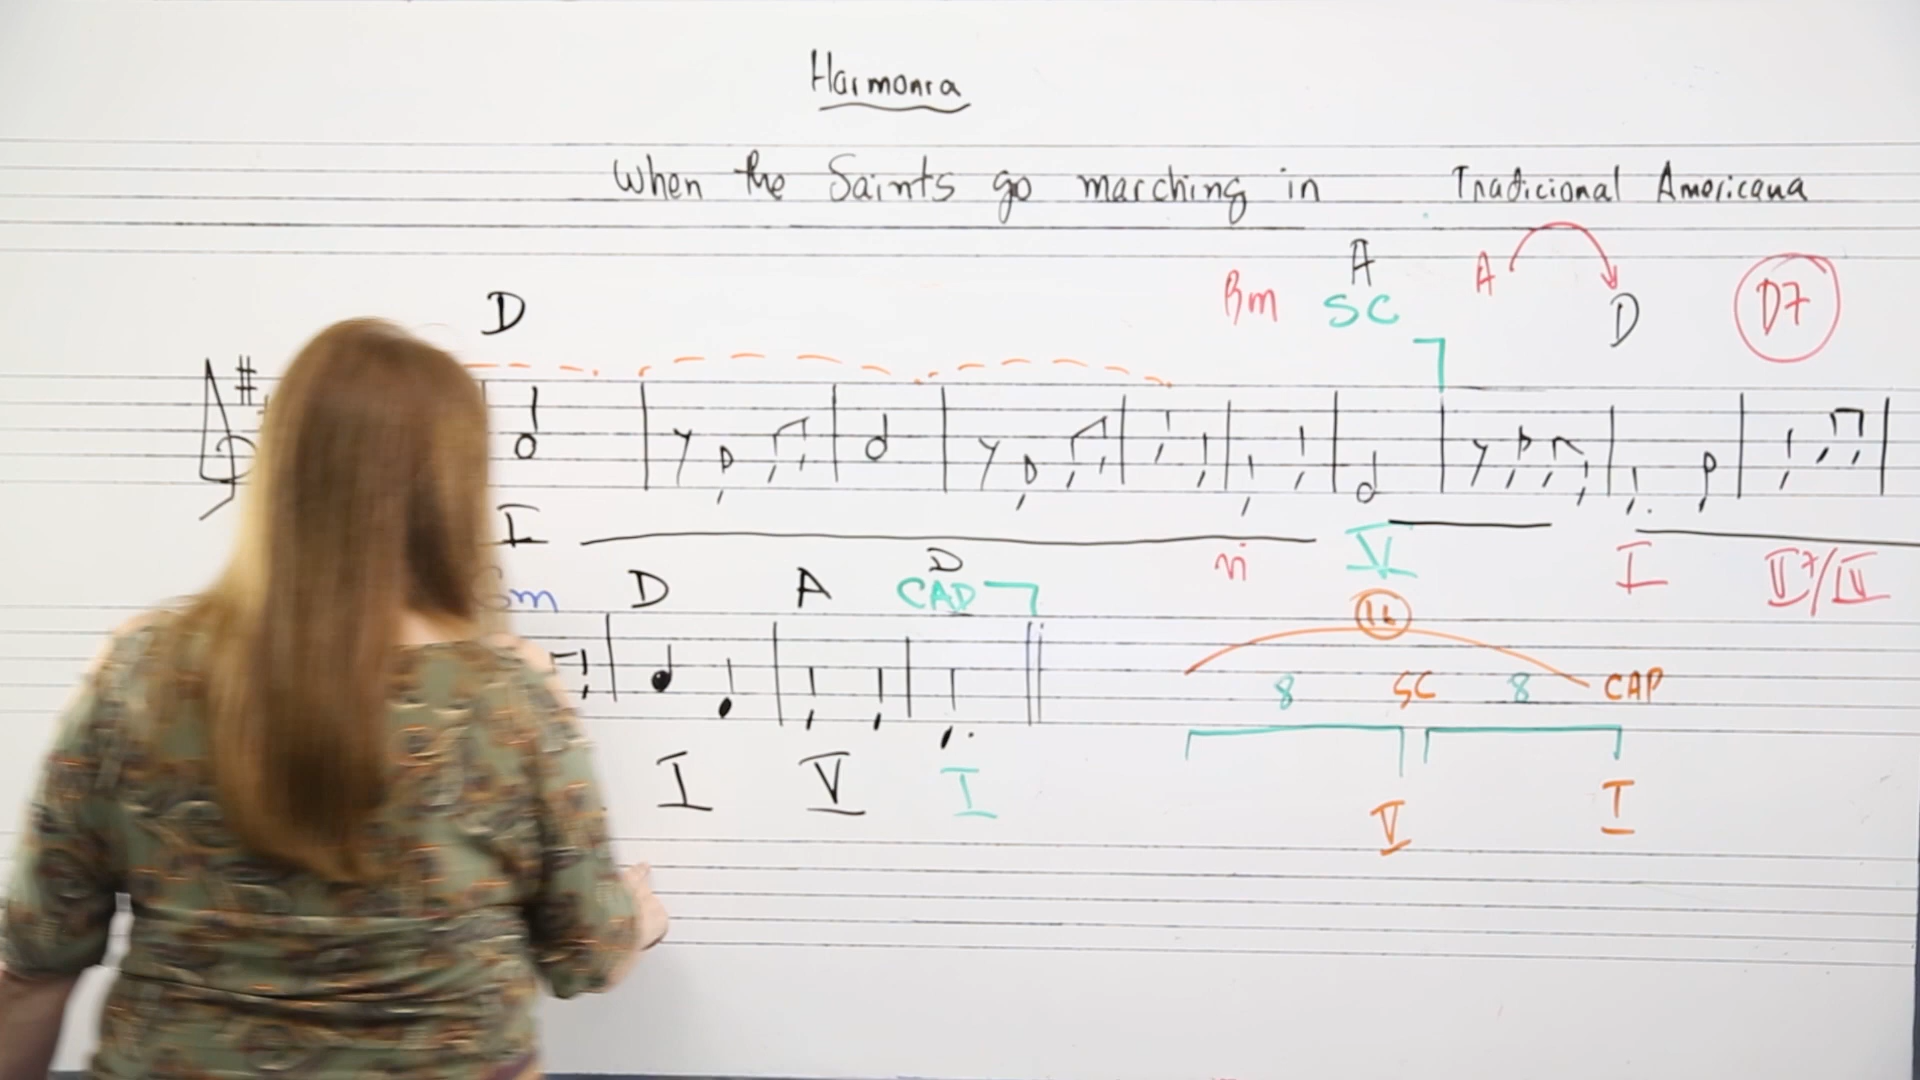 Harmonia
When the Saints go marching in Tradicional Americana
A A
D Bm SC D D7
I vi V I V7/IV
D A D
CAD
16
8 SC 8 CAP
I V I
V I